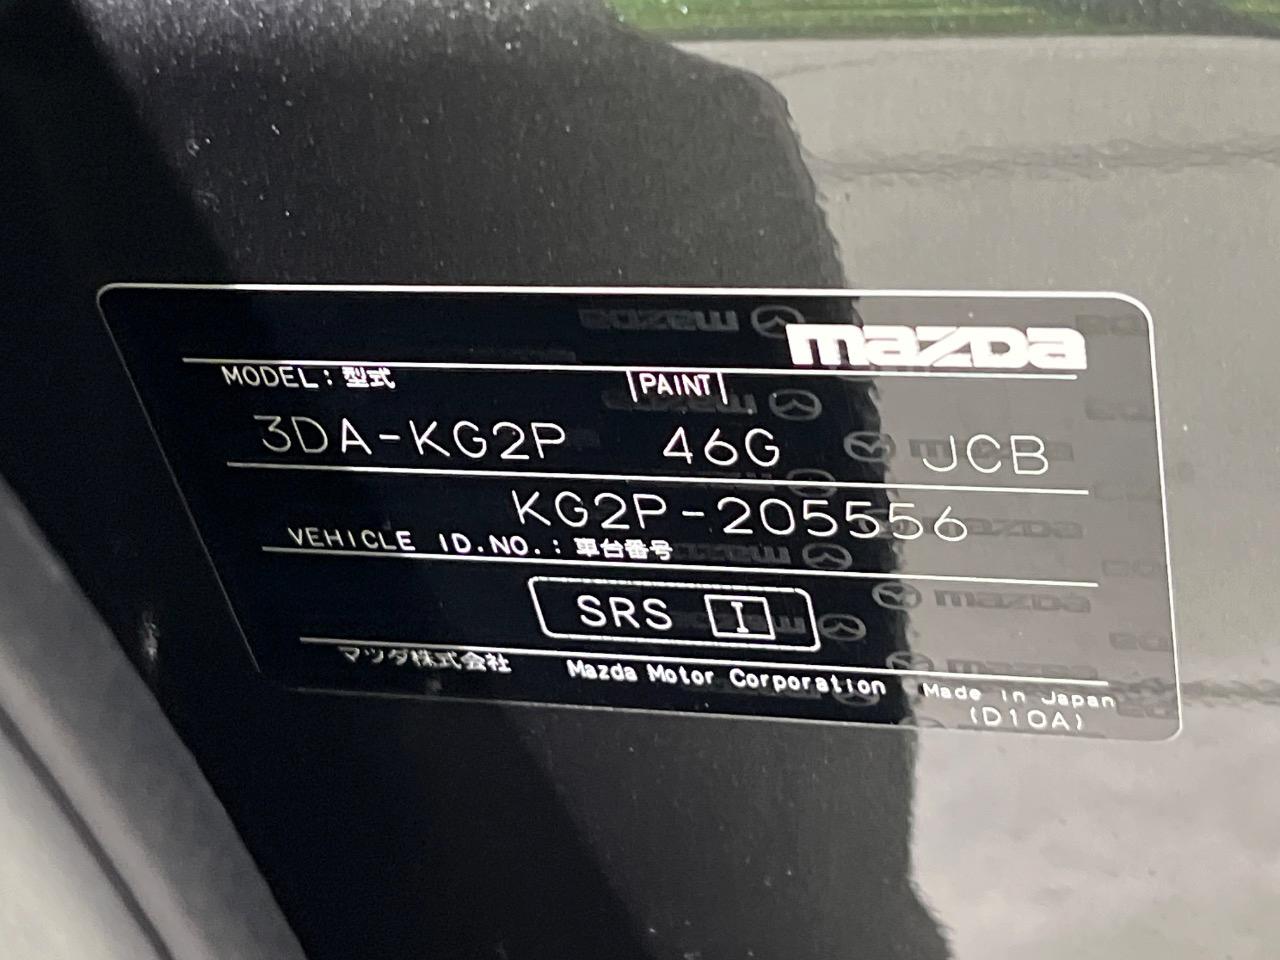 mazda
MODEL:型式 PAINT
3DA-KG2P 46G JCB
KG2P-205556
VEHICLE ID.NO.:車台番号
SRS I
マツダ株式会社 Mazda Motor Corporation Made in Japan
(D10A)